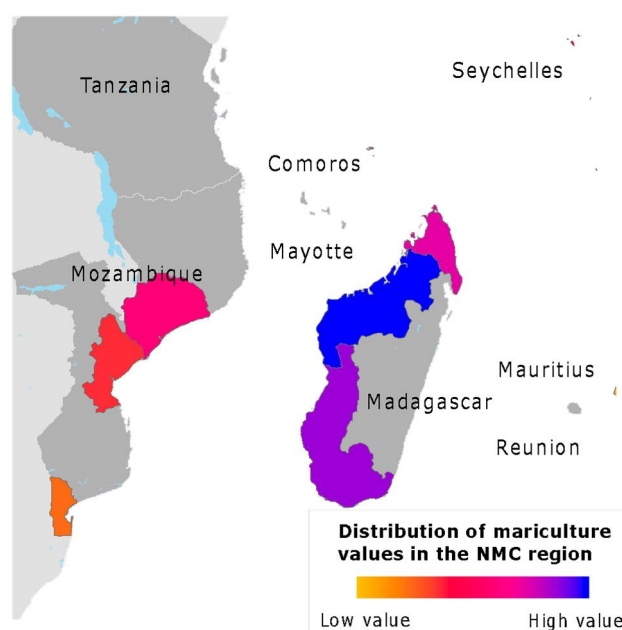 Tanzania
Seychelles
Comoros
Mayotte
Mozambique
Mauritius
Madagascar
Reunion
Distribution of mariculture
values in the NMC region
Low value
High value